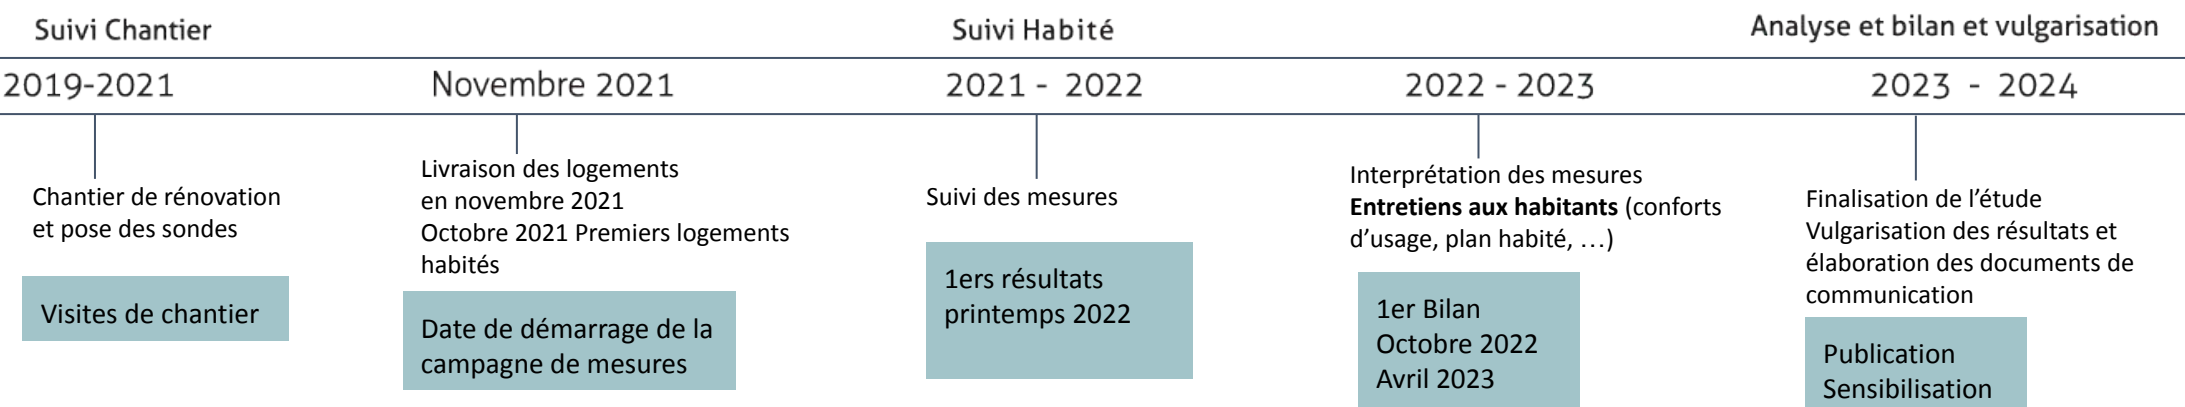 Suivi Chantier
Suivi Habité
Analyse et bilan et vulgarisation
2019-2021
Novembre 2021
2021 - 2022
2022 - 2023
2023 - 2024
Chantier de rénovation
et pose des sondes
Visites de chantier
Livraison des logements
en novembre 2021
Octobre 2021 Premiers logements
habités
Date de démarrage de la
campagne de mesures
Suivi des mesures
1ers résultats
printemps 2022
Interprétation des mesures
Entretiens aux habitants (conforts
d’usage, plan habité, …)
1er Bilan
Octobre 2022
Avril 2023
Finalisation de l’étude
Vulgarisation des résultats et
élaboration des documents de
communication
Publication
Sensibilisation